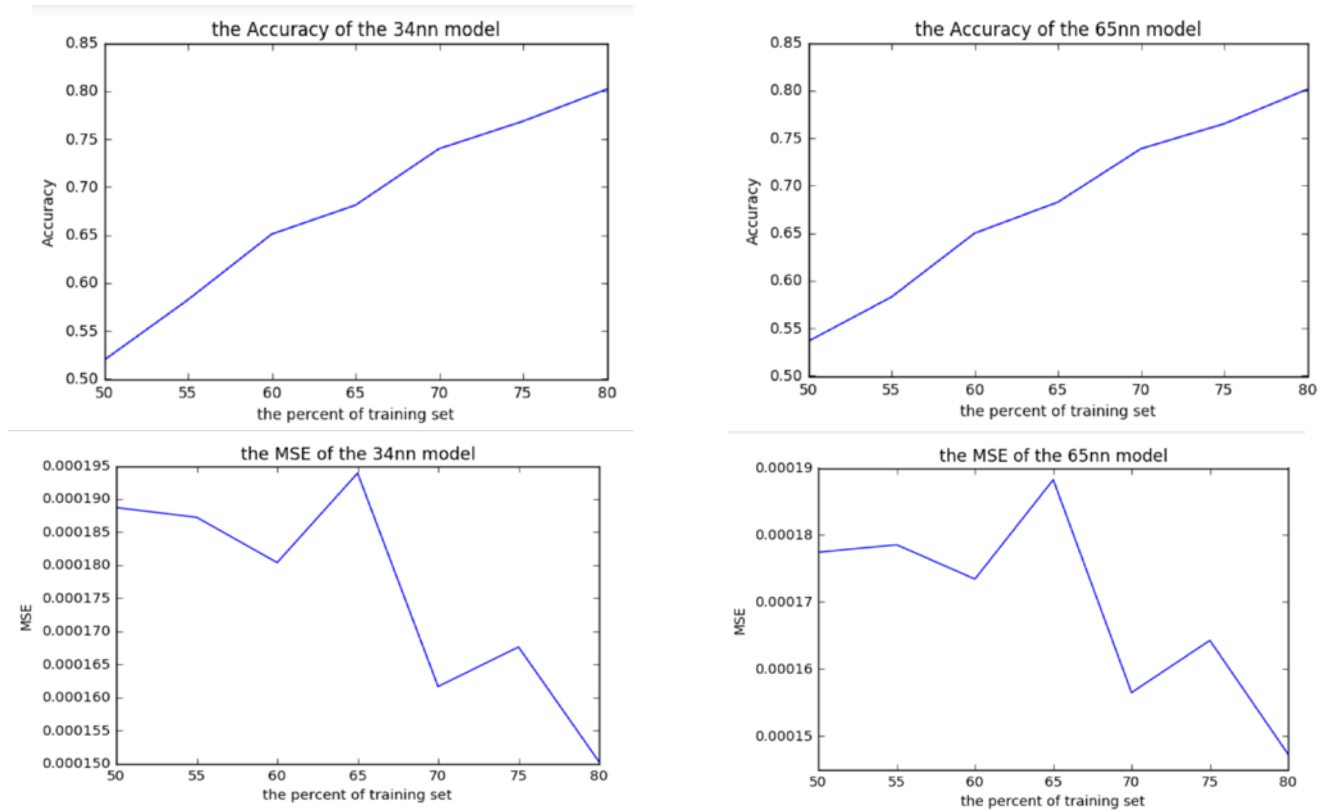 the Accuracy of the 34nn model
0.85
0.80
0.75
0.70
0.65
0.60
0.55
0.50
Accuracy
50 55 60 65 70 75 80
the percent of training set
the Accuracy of the 65nn model
0.85
0.80
0.75
0.70
0.65
0.60
0.55
0.50
Accuracy
50 55 60 65 70 75 80
the percent of training set
the MSE of the 34nn model
0.000195
0.000190
0.000185
0.000180
0.000175
0.000170
0.000165
0.000160
0.000155
0.000150
MSE
50 55 60 65 70 75 80
the percent of training set
the MSE of the 65nn model
0.00019
0.00018
0.00017
0.00016
0.00015
MSE
50 55 60 65 70 75 80
the percent of training set